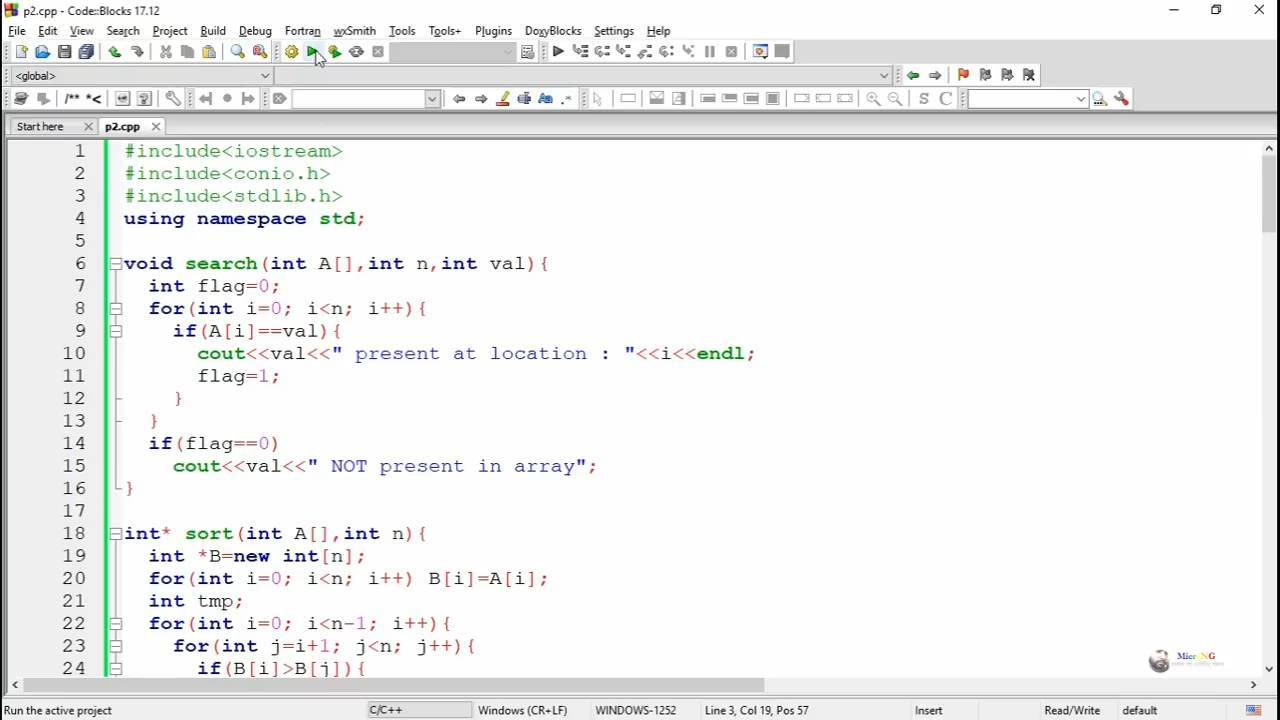 p2.cpp - Code::Blocks 17.12
File Edit View Search Project Build Debug Fortran wxSmith Tools Tools+ Plugins DoxyBlocks Settings Help
<global>
/** *<
S C
Start here p2.cpp
1 #include<iostream>
2 #include<conio.h>
3 #include<stdlib.h>
4 using namespace std;
5
6 void search(int A[],int n,int val){
7 int flag=0;
8 for(int i=0; i<n; i++){
9 if(A[i]==val){
10 cout<<val<<" present at location : "<<i<<endl;
11 flag=1;
12 }
13 }
14 if(flag==0)
15 cout<<val<<" NOT present in array";
16 }
17
18 int* sort(int A[],int n){
19 int *B=new int[n];
20 for(int i=0; i<n; i++) B[i]=A[i];
21 int tmp;
22 for(int i=0; i<n-1; i++){
23 for(int j=i+1; j<n; j++){
24 if(B[i]>B[j]){
MicroNG
Run the active project C/C++ Windows (CR+LF) WINDOWS-1252 Line 3, Col 19, Pos 57 Insert Read/Write default